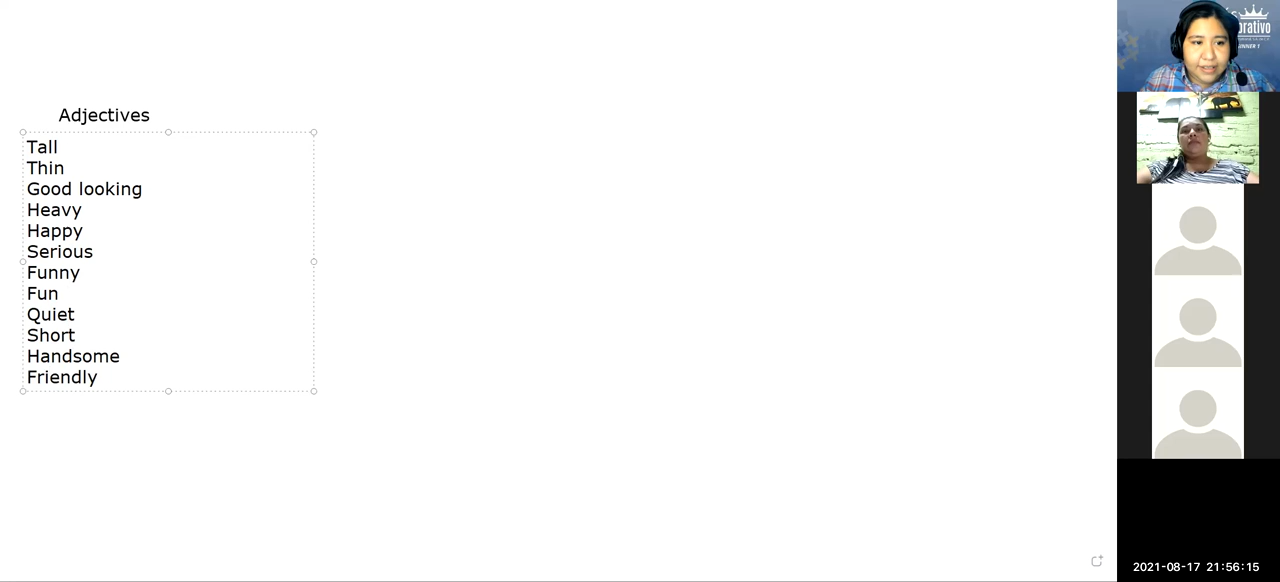 Adjectives
Tall
Thin
Good looking
Heavy
Happy
Serious
Funny
Fun
Quiet
Short
Handsome
Friendly
2021-08-17 21:56:15